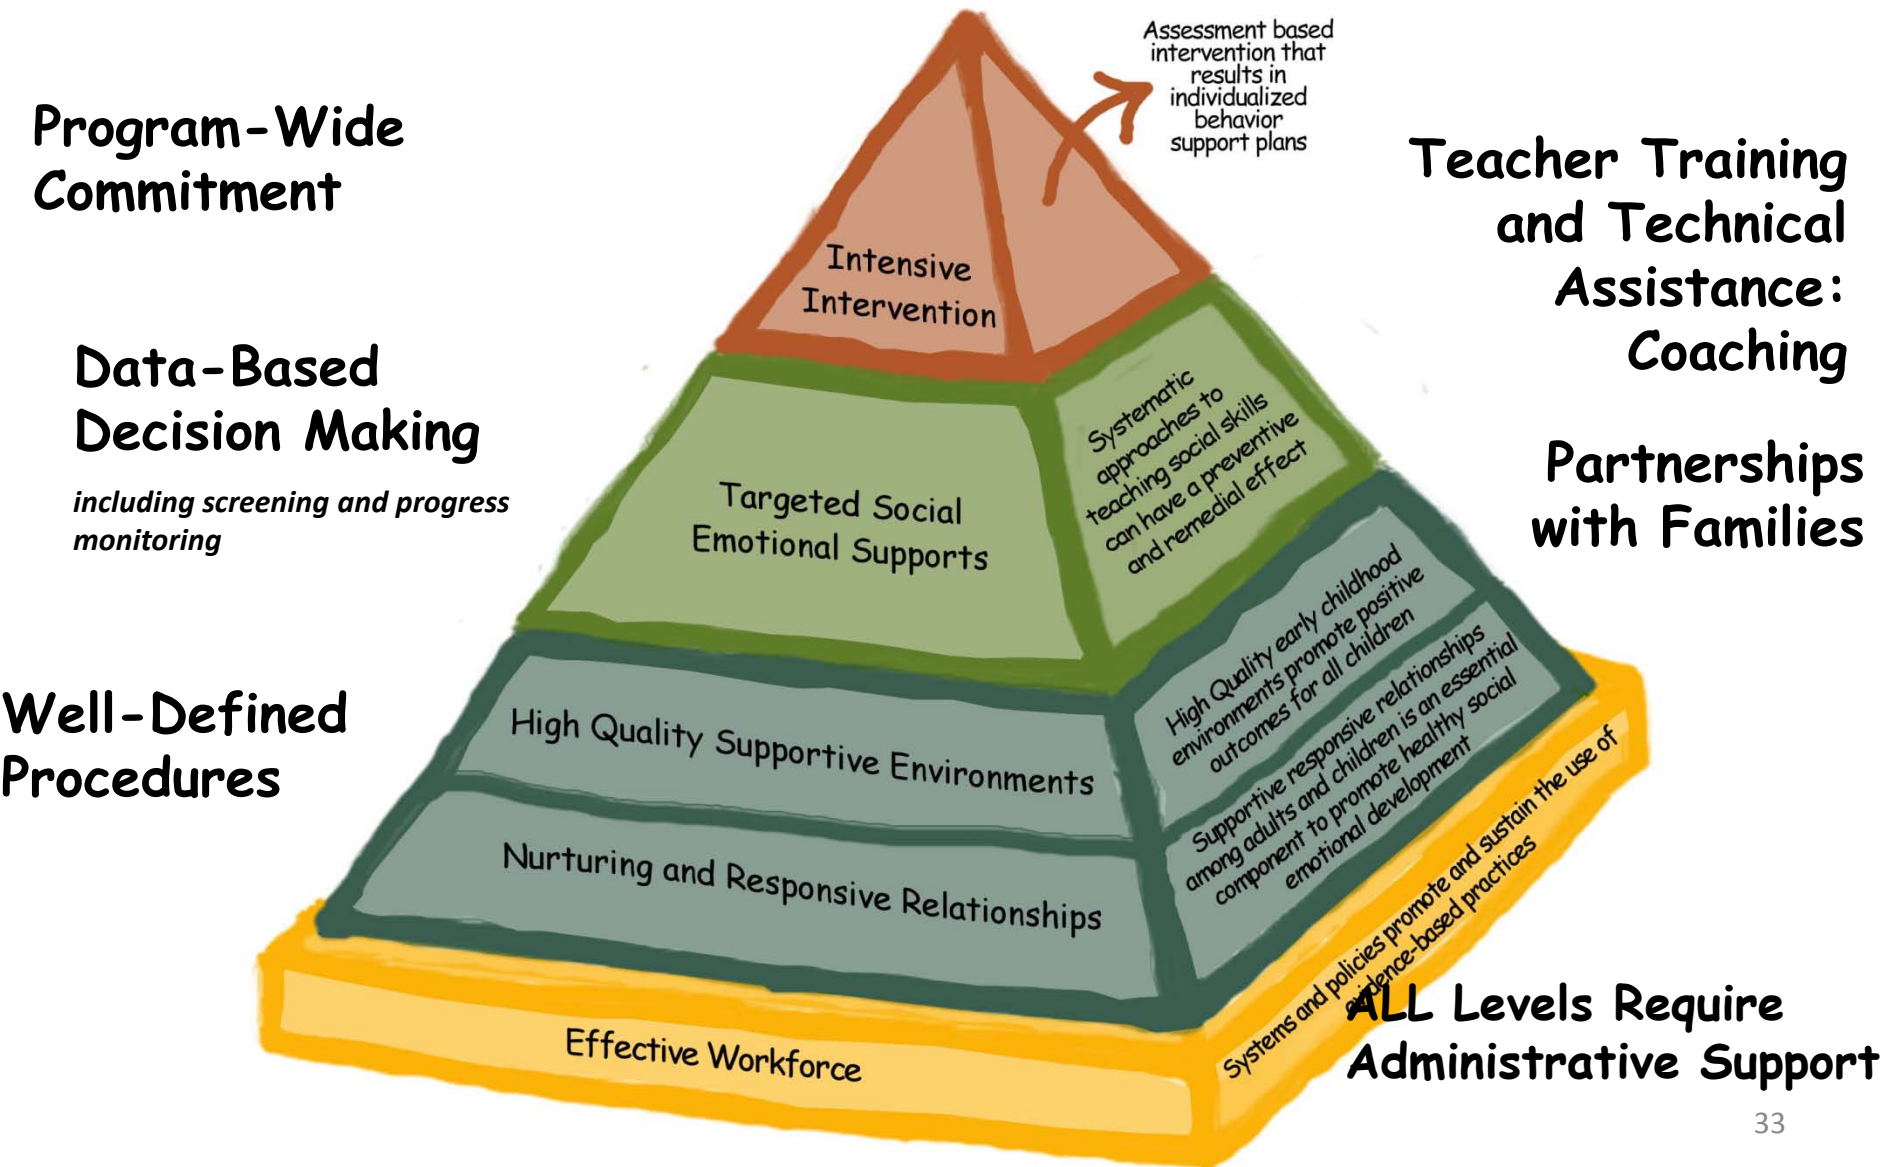 Assessment based
intervention that
results in
individualized
behavior
support plans
Program-Wide
Commitment
Teacher Training
and Technical
Assistance:
Coaching
Intensive
Intervention
Data-Based
Decision Making
including screening and progress
monitoring
Systematic
approaches to
teaching social skills
can have a preventive
and remedial effect
Partnerships
with Families
Targeted Social
Emotional Supports
High Quality early childhood
environments promote positive
outcomes for all children
Well-Defined
Procedures
High Quality Supportive Environments
Supportive responsive relationships
among adults and children is an essential
component to promote healthy social
emotional development
Nurturing and Responsive Relationships
Systems and policies promote and sustain the use of
evidence-based practices
Effective Workforce
ALL Levels Require
Administrative Support
33